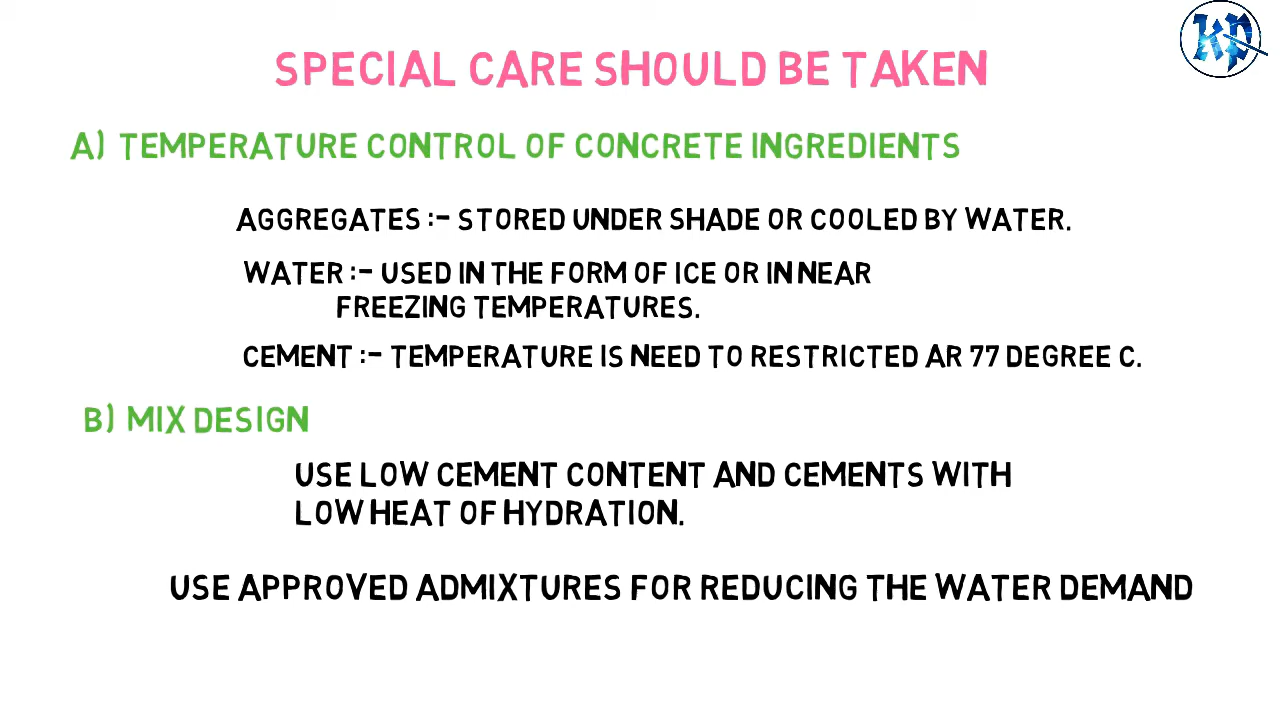 KP
SPECIAL CARE SHOULD BE TAKEN
A) TEMPERATURE CONTROL OF CONCRETE INGREDIENTS
AGGREGATES :- STORED UNDER SHADE OR COOLED BY WATER.
WATER :- USED IN THE FORM OF ICE OR IN NEAR
FREEZING TEMPERATURES.
CEMENT :- TEMPERATURE IS NEED TO RESTRICTED AR 77 DEGREE C.
B) MIX DESIGN
USE LOW CEMENT CONTENT AND CEMENTS WITH
LOW HEAT OF HYDRATION.
USE APPROVED ADMIXTURES FOR REDUCING THE WATER DEMAND